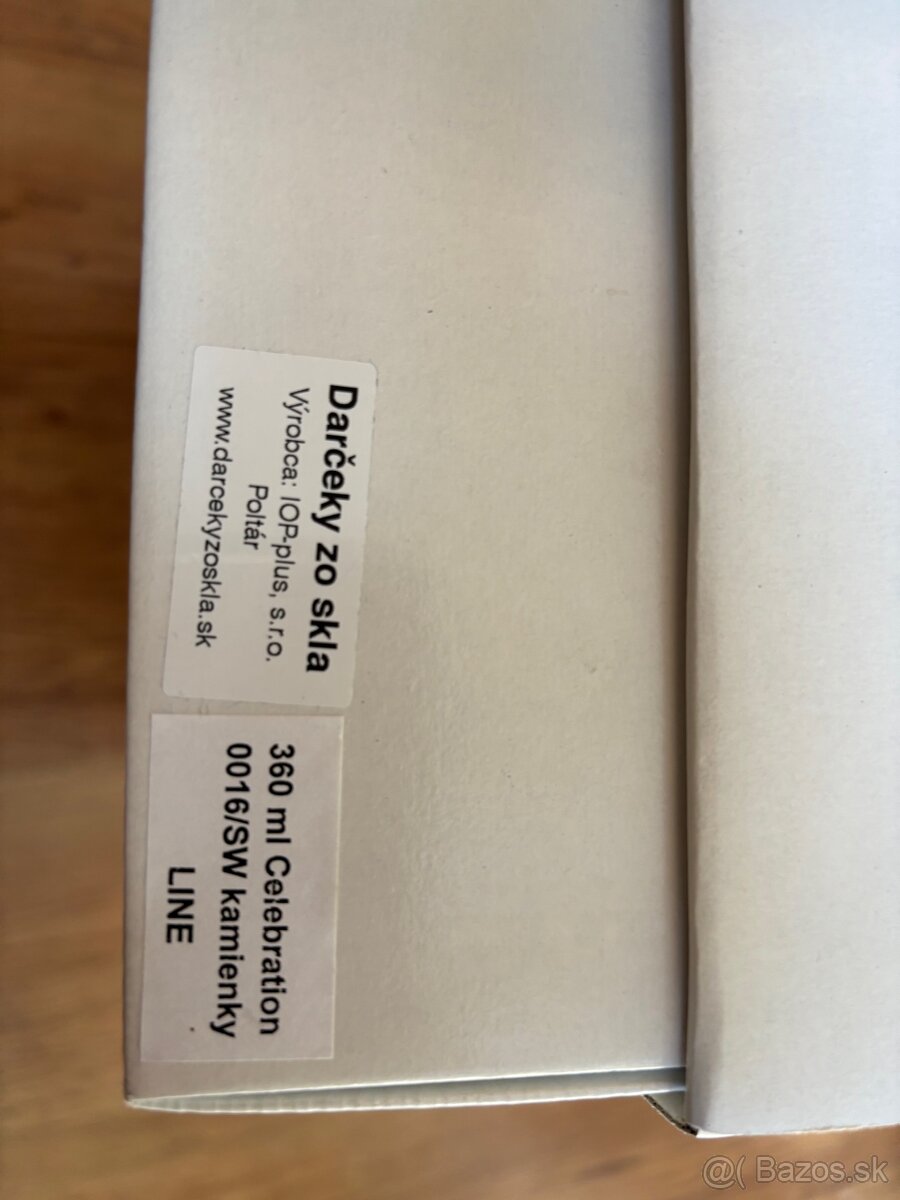 Darčeky zo skla
Výrobca: IOP-plus, s.r.o.
Poltár
www.darcekyzoskla.sk
360 ml Celebration
0016/SW kamienky
LINE
@( Bazos.sk